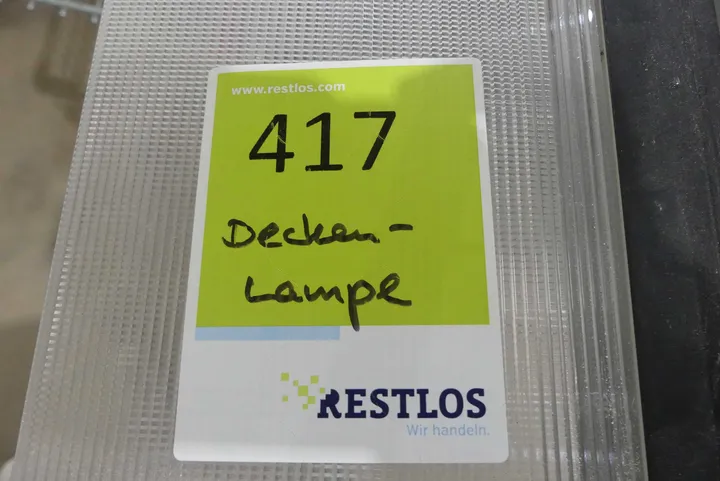 www.restlos.com
417
Decken-
Lampe
RESTLOS
Wir handeln.